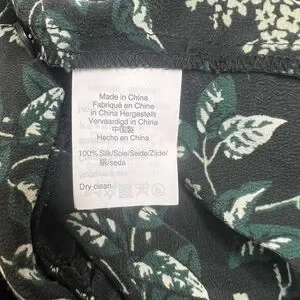 Made in China
Fabriqué en Chine
in China Hergestellt
Vervaardigd in China
中国製
Hecho en China
100% Silk/Soie/Seide/Zijde/
絹/seda
Dry clean